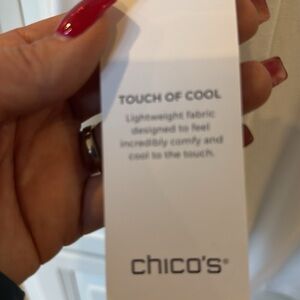 TOUCH OF COOL
Lightweight fabric
designed to feel
incredibly comfy and
cool to the touch.
chico's®